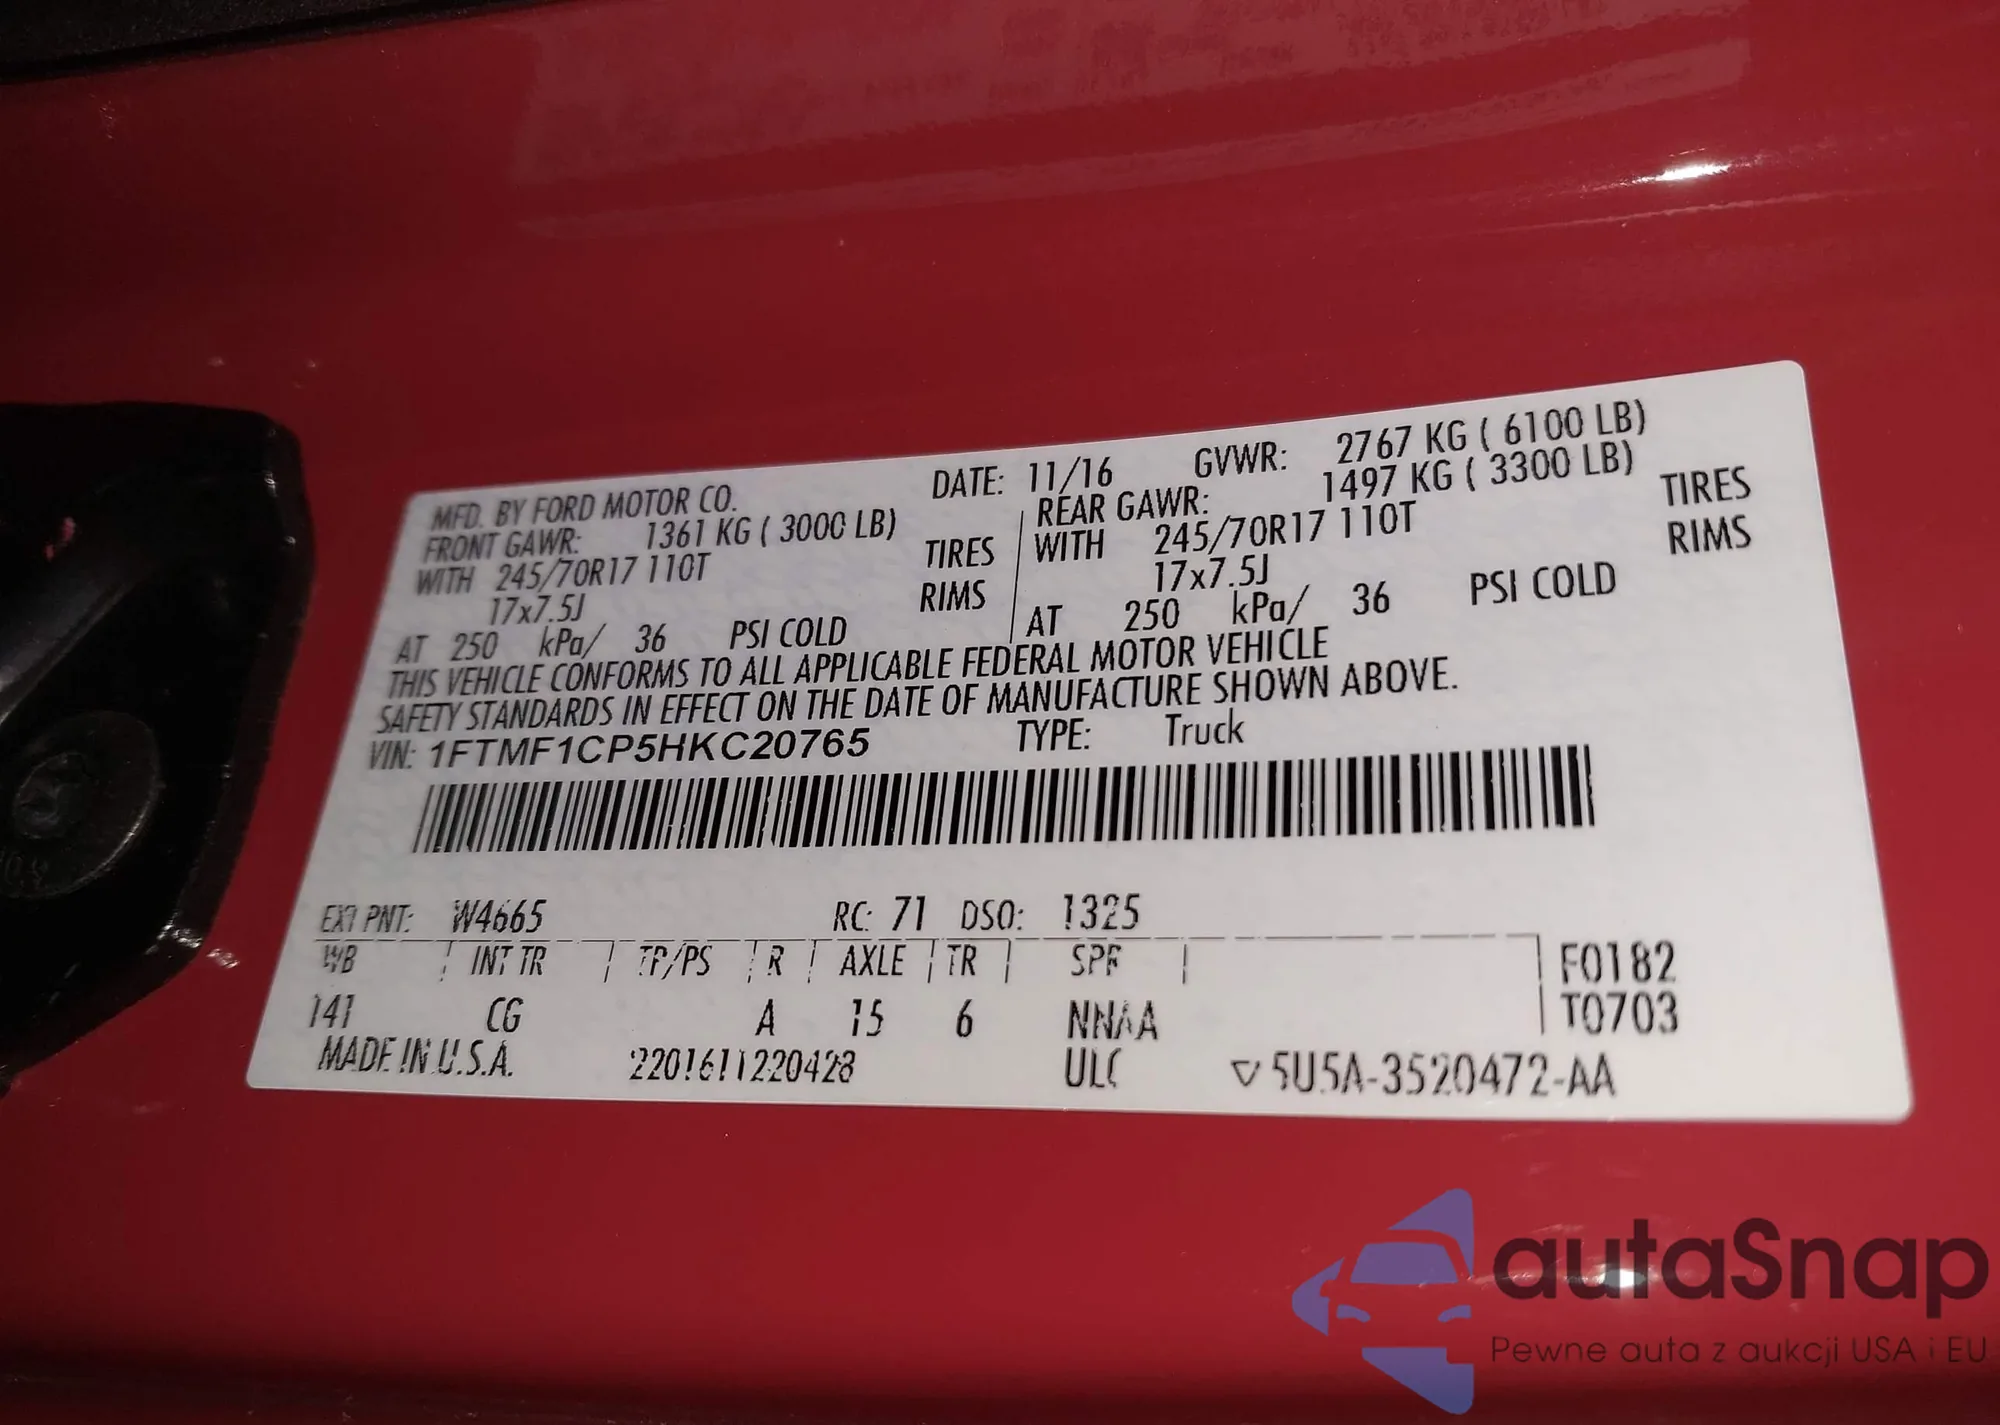 MFD. BY FORD MOTOR CO. DATE: 11/16 GVWR: 2767 KG ( 6100 LB)
FRONT GAWR: 1361 KG ( 3000 LB) REAR GAWR: 1497 KG ( 3300 LB)
WITH 245/70R17 110T TIRES WITH 245/70R17 110T TIRES
17x7.5J RIMS 17x7.5J RIMS
AT 250 kPa/ 36 PSI COLD AT 250 kPa/ 36 PSI COLD
THIS VEHICLE CONFORMS TO ALL APPLICABLE FEDERAL MOTOR VEHICLE
SAFETY STANDARDS IN EFFECT ON THE DATE OF MANUFACTURE SHOWN ABOVE.
VIN: 1FTMF1CP5HKC20765 TYPE: Truck
EXT PNT: W4665 RC: 71 DSO: 1325
WB INT TR TP/PS R AXLE TR SPR F0182
141 CG A 15 6 NNAA T0703
MADE IN U.S.A. 2201611220428 ULC ▽ 5U5A-3520472-AA
autaSnap
Pewne auta z aukcji USA i EU